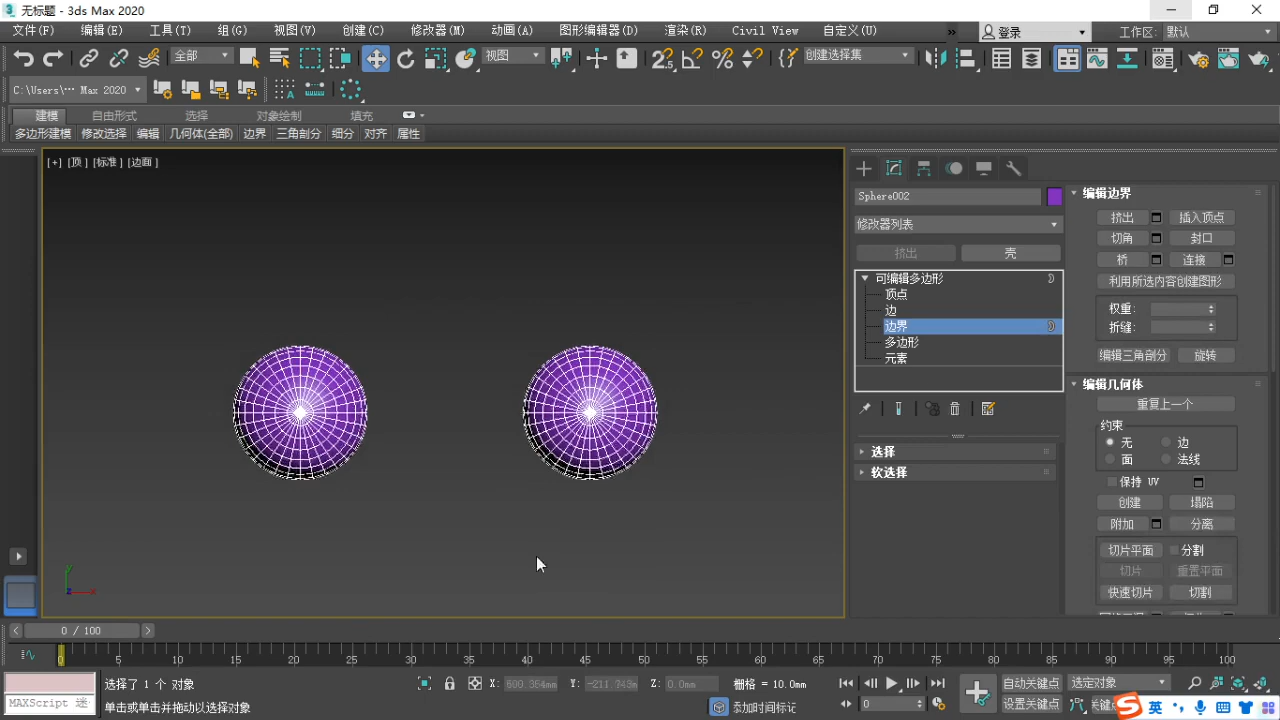 无标题 - 3ds Max 2020
文件(F) 编辑(E) 工具(T) 组(G) 视图(V) 创建(C) 修改器(M) 动画(A) 图形编辑器(D) 渲染(R) Civil View 自定义(U) » 登录 工作区: 默认
全部 视图 2.5 创建选择集
C:\Users\··· Max 2020
建模 自由形式 选择 对象绘制 填充
多边形建模 修改选择 编辑 几何体(全部) 边界 三角剖分 细分 对齐 属性
[+] [顶] [标准] [边面]
Sphere002
修改器列表
挤出 壳
可编辑多边形
顶点
边
边界
多边形
元素
选择
软选择
编辑边界
挤出 插入顶点
切角 封口
桥 连接
利用所选内容创建图形
权重:
折缝:
编辑三角剖分 旋转
编辑几何体
重复上一个
约束
无 边
面 法线
保持 UV
创建 塌陷
附加 分离
切片平面 分割
切片 重置平面
快速切片 切割
y
z x
0 / 100
0 5 10 15 20 25 30 35 40 45 50 55 60 65 70 75 80 85 90 95 100
选择了 1 个 对象 X: 500.354mm Y: -211.743mm Z: 0.0mm 栅格 = 10.0mm 自动关键点 选定对象
MAXScript 迷 单击或单击并拖动以选择对象 添加时间标记 0 设置关键点 关键点 英